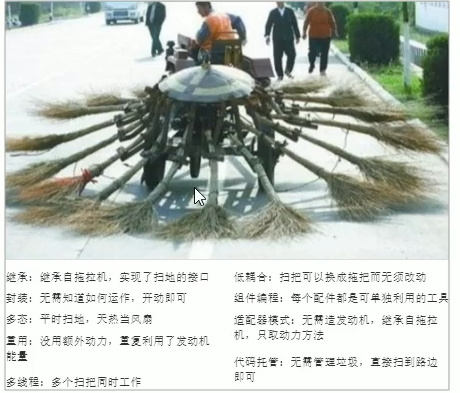 继承：继承自拖拉机，实现了扫地的接口
封装：无需知道如何运作，开动即可
多态：平时扫地，天热当风扇
重用：没用额外动力，重复利用了发动机
能量
多线程：多个扫把同时工作
低耦合：扫把可以换成拖把而无须改动
组件编程：每个配件都是可单独利用的工具
适配器模式：无需造发动机，继承自拖拉
机，只取动力方法
代码托管：无需管理垃圾，直接扫到路边
即可